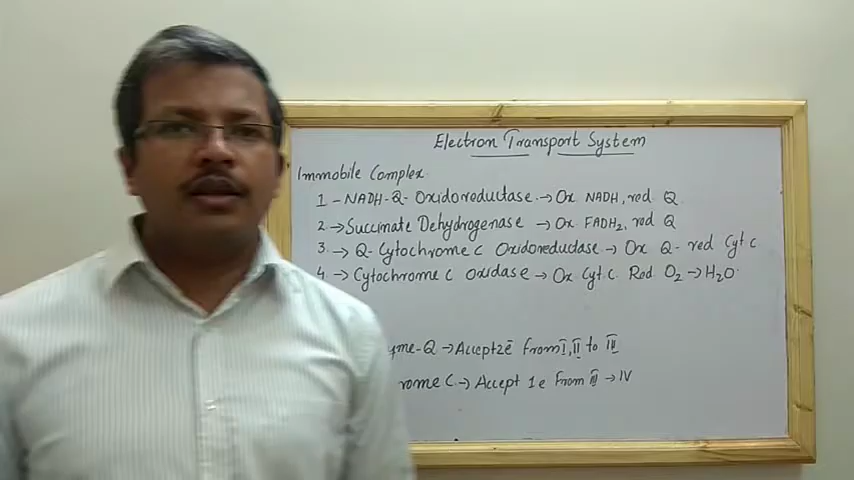 Electron Transport System
Immobile Complex
1 - NADH-Q-Oxidoreductase → Ox NADH, red Q
2 → Succinate Dehydrogenase → Ox FADH2, red Q
3 → Q-Cytochrome C Oxidoreductase → Ox Q - red Cyt C
4 → Cytochrome C Oxidase → Ox Cyt C. Red O2 → H2O
yme-Q → Accept 2e from I, II to III
rome C → Accept 1e From III → IV